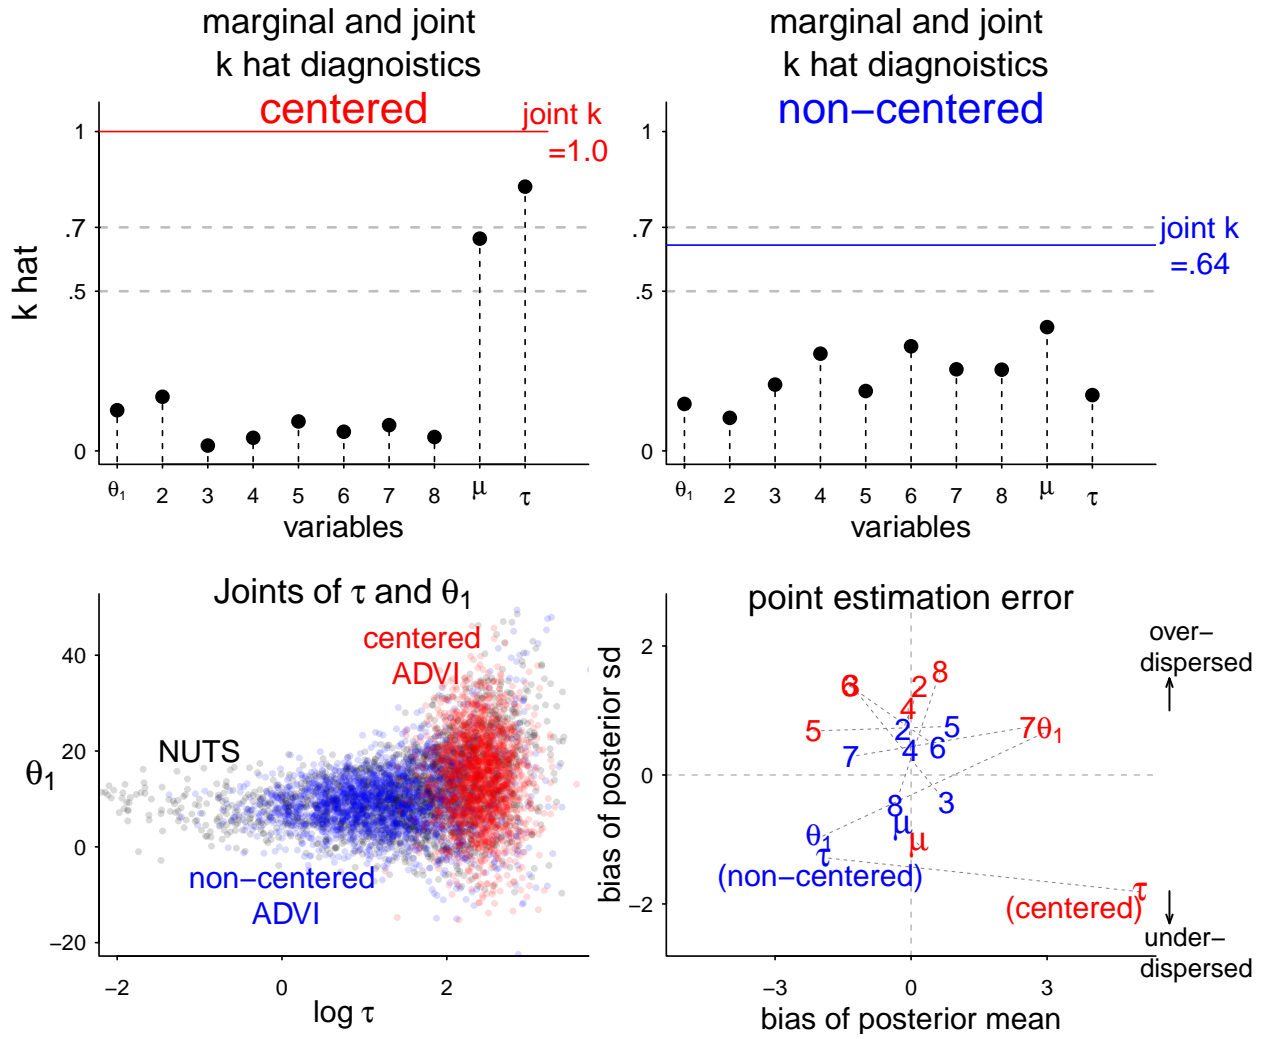 marginal and joint
k hat diagnoistics
centered
joint k
=1.0
k hat
1
.7
.5
0
θ1 2 3 4 5 6 7 8 μ τ
variables
marginal and joint
k hat diagnoistics
non−centered
joint k
=.64
1
.7
.5
0
θ1 2 3 4 5 6 7 8 μ τ
variables
Joints of τ and θ1
centered
ADVI
NUTS
non−centered
ADVI
θ1
40
20
0
−20
−2 0 2
log τ
point estimation error
bias of posterior sd
2
0
−2
over−
dispersed
under−
dispersed
6 3 2 8
4
5 7 θ1
2 5
7 4 6
8 3
θ1 μ
τ μ
(non−centered)
τ
(centered)
−3 0 3
bias of posterior mean